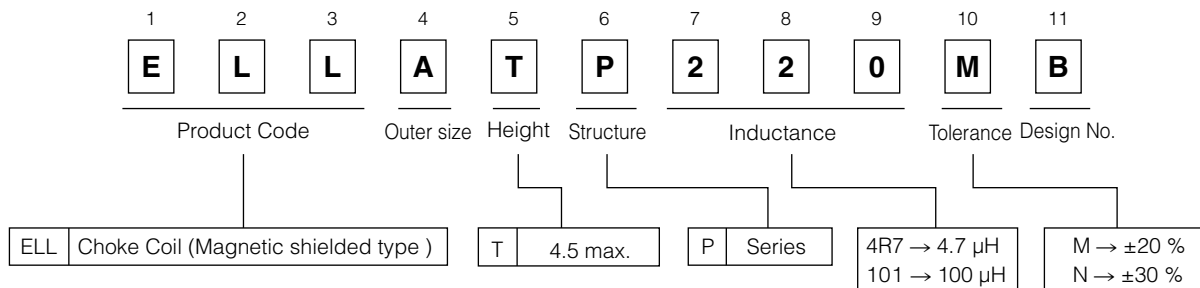 1 2 3 4 5 6 7 8 9 10 11
E L L A T P 2 2 0 M B
Product Code Outer size Height Structure Inductance Tolerance Design No.
ELL Choke Coil (Magnetic shielded type ) T 4.5 max. P Series 4R7 → 4.7 μH M → ±20 %
101 → 100 μH N → ±30 %